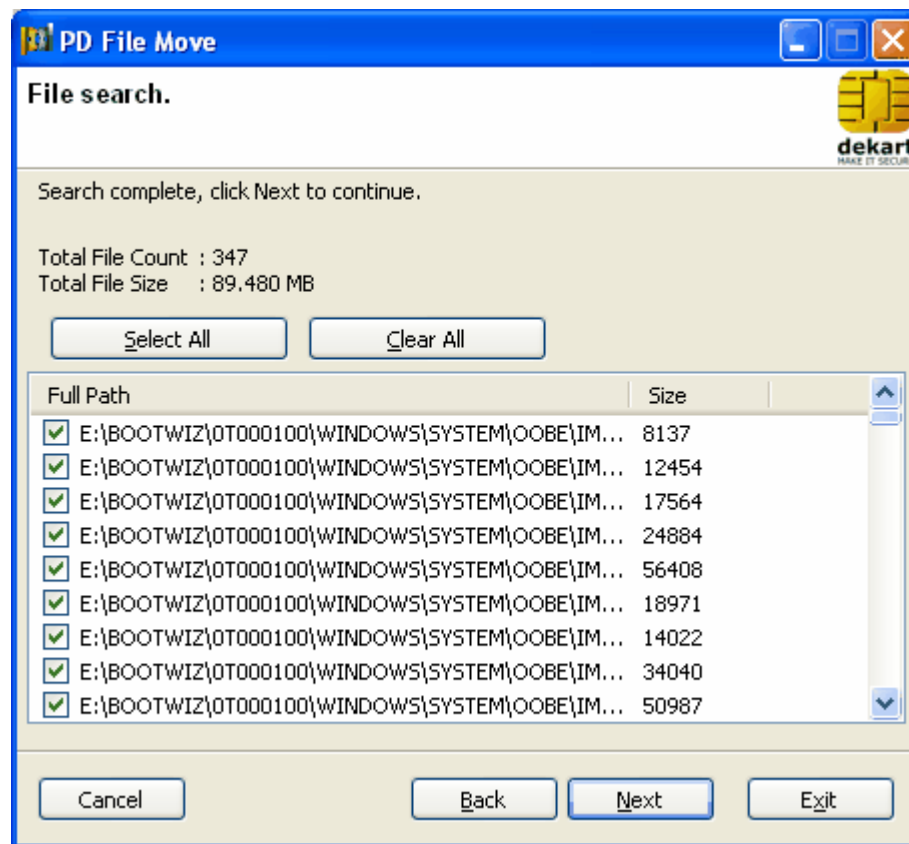 PD File Move
File search.
dekart
MAKE IT SECUR
Search complete, click Next to continue.
Total File Count : 347
Total File Size : 89.480 MB
Select All Clear All
Full Path Size
E:\BOOTWIZ\0T000100\WINDOWS\SYSTEM\OOBE\IM... 8137
E:\BOOTWIZ\0T000100\WINDOWS\SYSTEM\OOBE\IM... 12454
E:\BOOTWIZ\0T000100\WINDOWS\SYSTEM\OOBE\IM... 17564
E:\BOOTWIZ\0T000100\WINDOWS\SYSTEM\OOBE\IM... 24884
E:\BOOTWIZ\0T000100\WINDOWS\SYSTEM\OOBE\IM... 56408
E:\BOOTWIZ\0T000100\WINDOWS\SYSTEM\OOBE\IM... 18971
E:\BOOTWIZ\0T000100\WINDOWS\SYSTEM\OOBE\IM... 14022
E:\BOOTWIZ\0T000100\WINDOWS\SYSTEM\OOBE\IM... 34040
E:\BOOTWIZ\0T000100\WINDOWS\SYSTEM\OOBE\IM... 50987
Cancel Back Next Exit